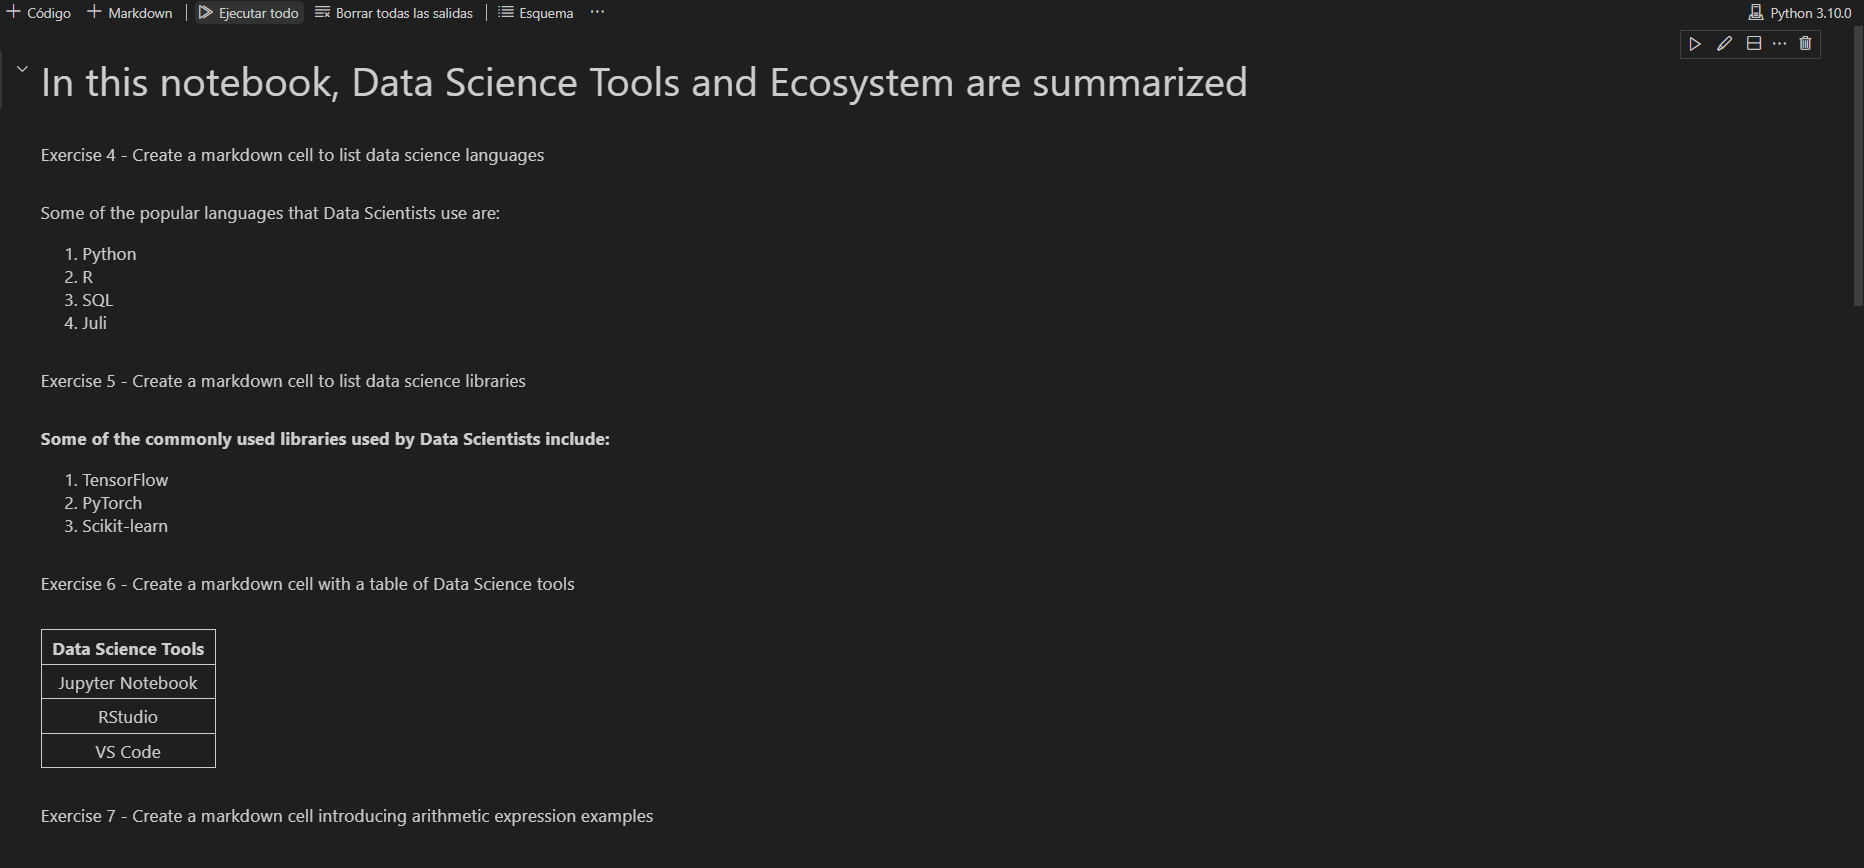 Código Markdown Ejecutar todo Borrar todas las salidas Esquema ... Python 3.10.0
In this notebook, Data Science Tools and Ecosystem are summarized
Exercise 4 - Create a markdown cell to list data science languages
Some of the popular languages that Data Scientists use are:
1. Python
2. R
3. SQL
4. Juli
Exercise 5 - Create a markdown cell to list data science libraries
Some of the commonly used libraries used by Data Scientists include:
1. TensorFlow
2. PyTorch
3. Scikit-learn
Exercise 6 - Create a markdown cell with a table of Data Science tools
Data Science Tools
Jupyter Notebook
RStudio
VS Code
Exercise 7 - Create a markdown cell introducing arithmetic expression examples